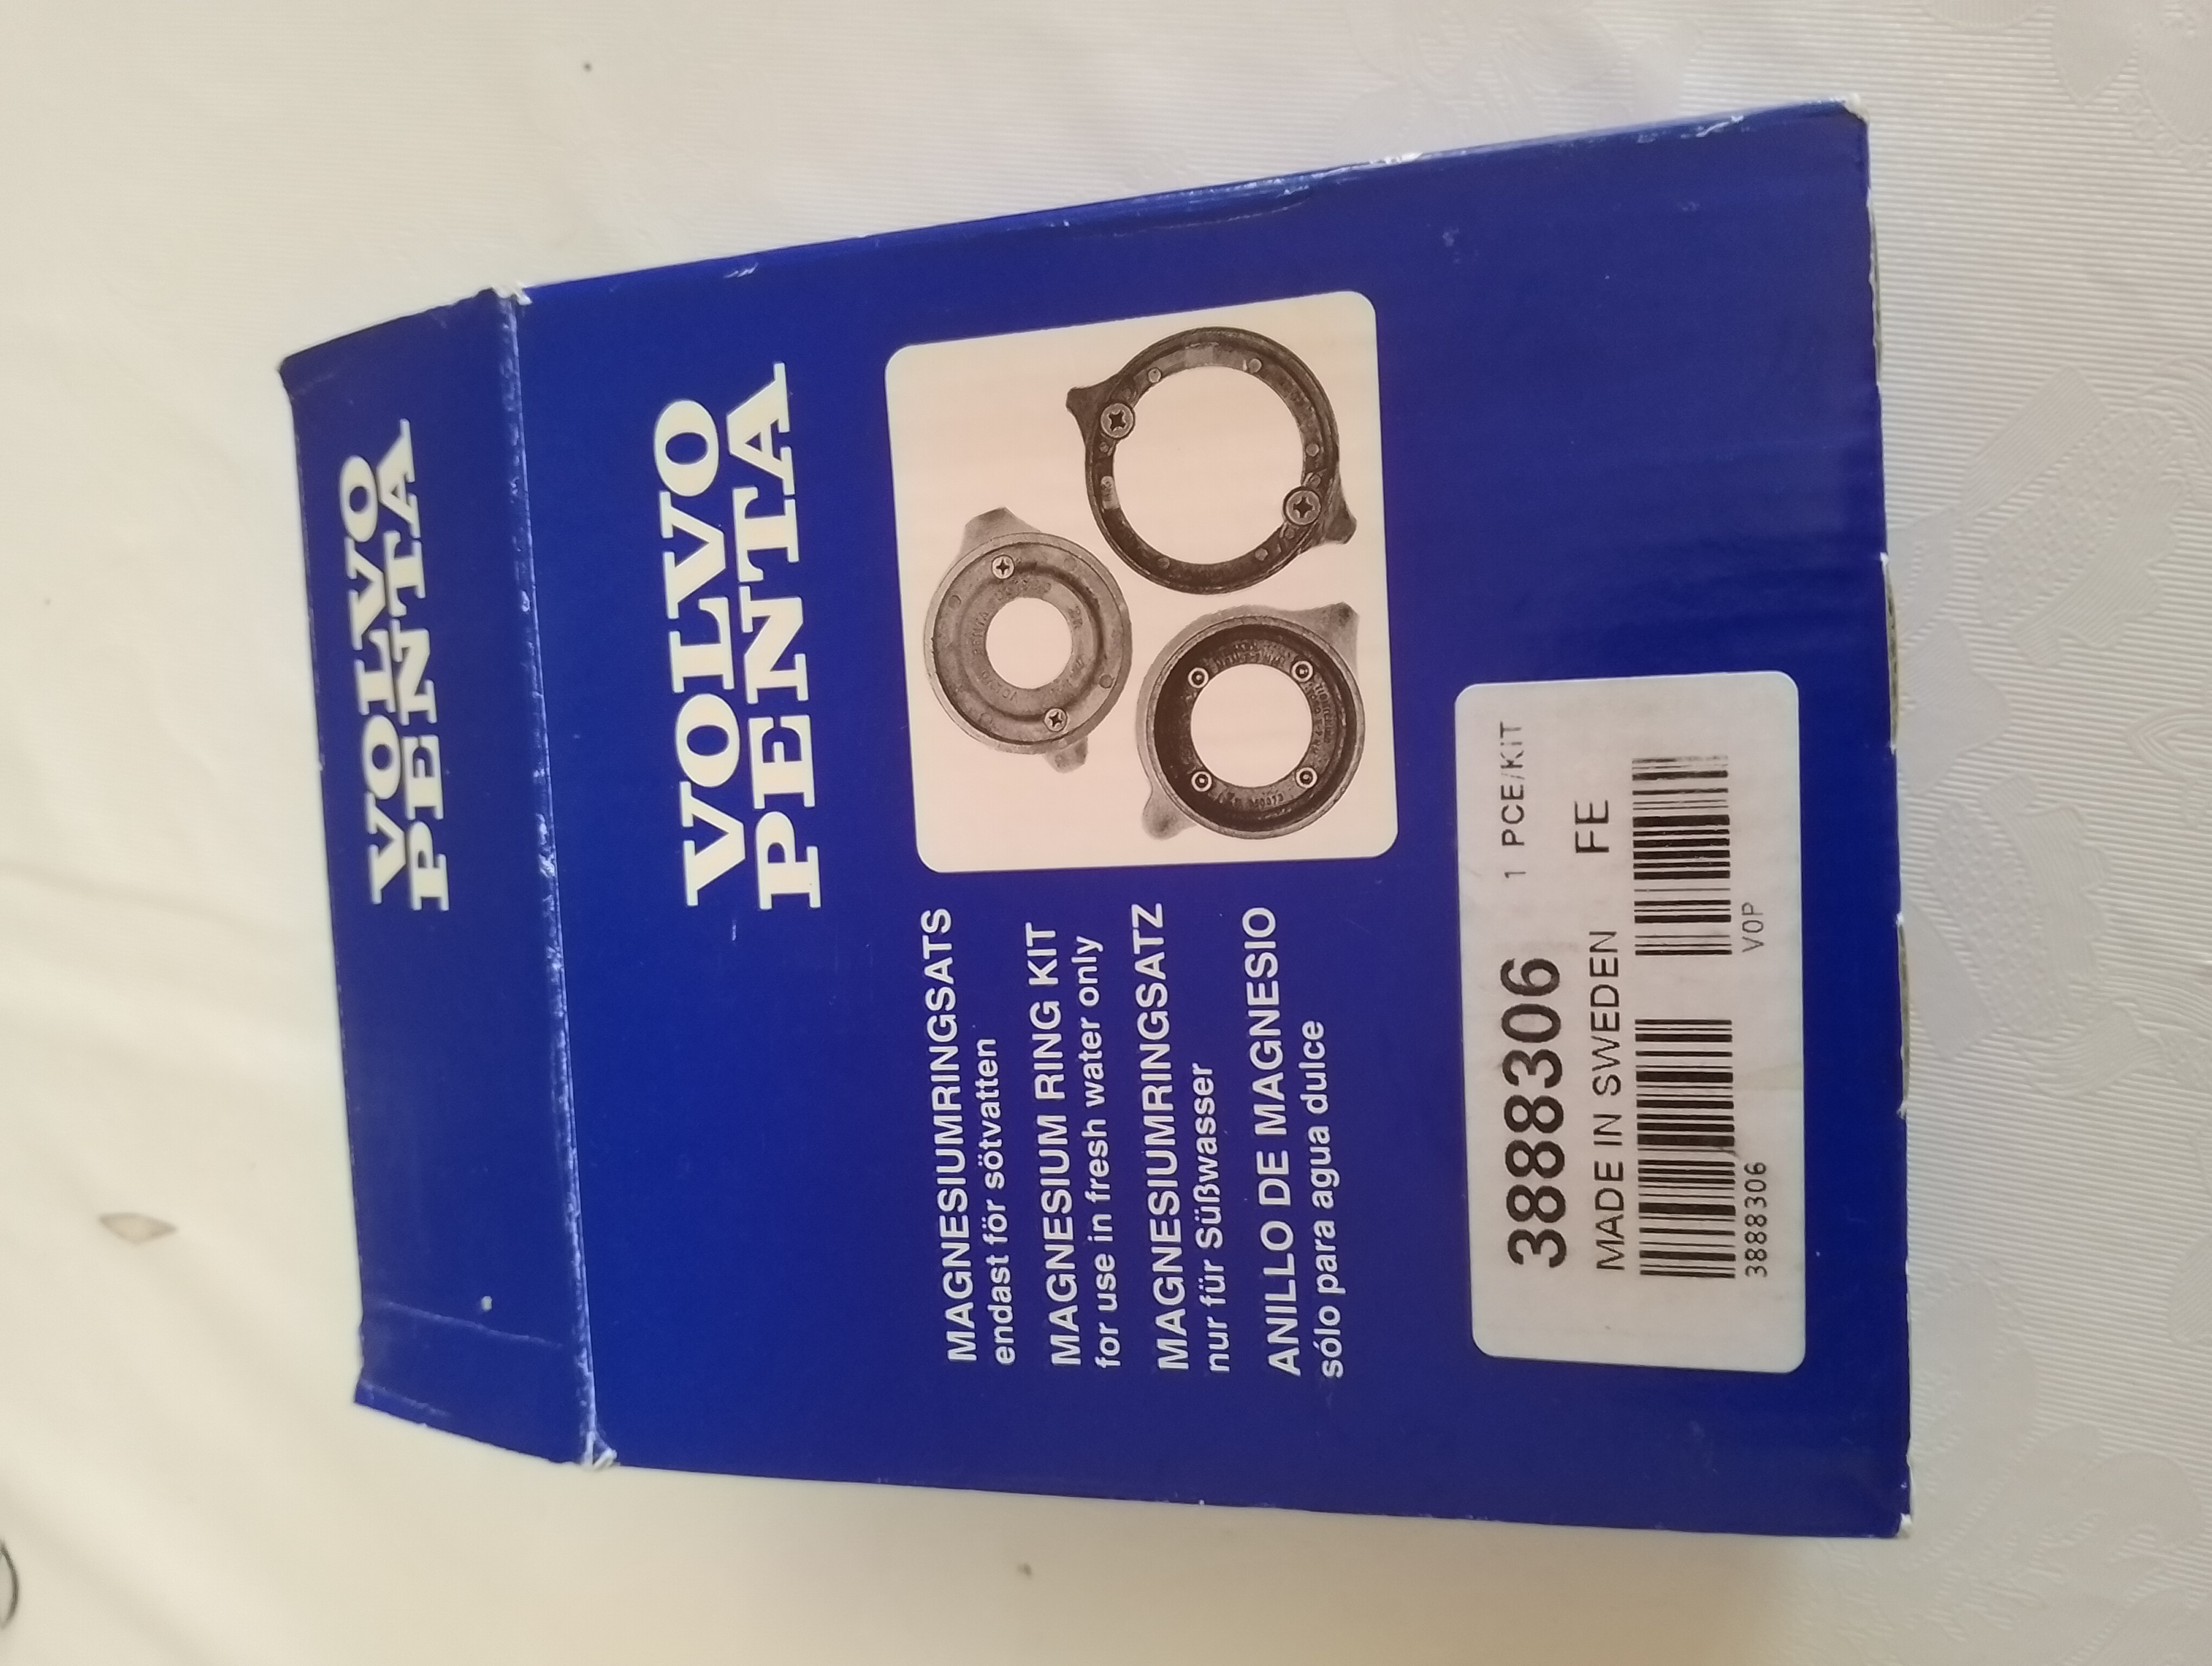 VOLVO
PENTA
VOLVO
PENTA
MAGNESIUMRINGSATS
endast för sötvatten
MAGNESIUM RING KIT
for use in fresh water only
MAGNESIUMRINGSATZ
nur für Süßwasser
ANILLO DE MAGNESIO
sólo para agua dulce
3888306 1 PCE/KIT
MADE IN SWEDEN FE
3888306 V0P